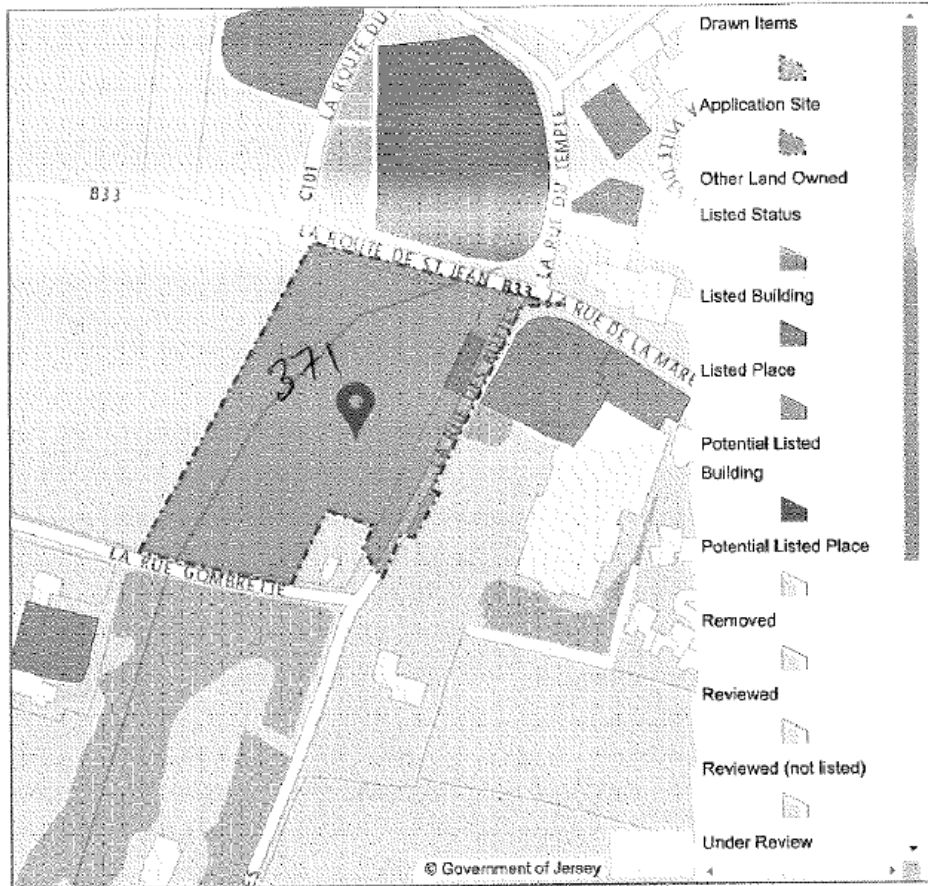 LA ROUTE DU
C101
B33
LA ROUTE DE ST JEAN B33
LA RUE DU TEMPLE
LA RUE DE LA MARE
371
LA RUE GOMBRETTE
ES
© Government of Jersey
Drawn Items
Application Site
Other Land Owned
Listed Status
Listed Building
Listed Place
Potential Listed
Building
Potential Listed Place
Removed
Reviewed
Reviewed (not listed)
Under Review